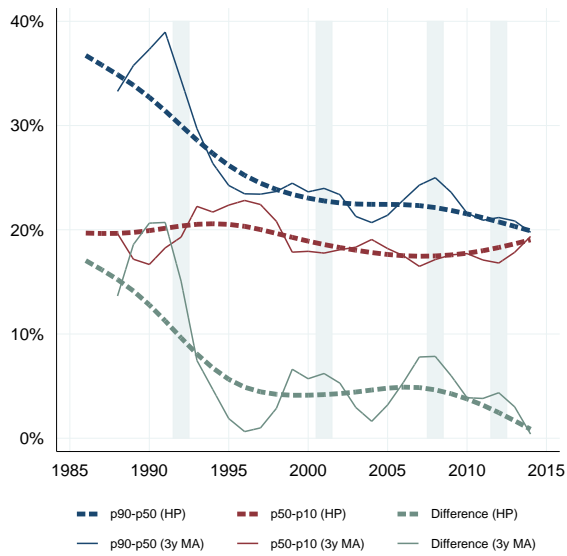 40%
30%
20%
10%
0%
1985 1990 1995 2000 2005 2010 2015
p90-p50 (HP) p50-p10 (HP) Difference (HP)
p90-p50 (3y MA) p50-p10 (3y MA) Difference (3y MA)